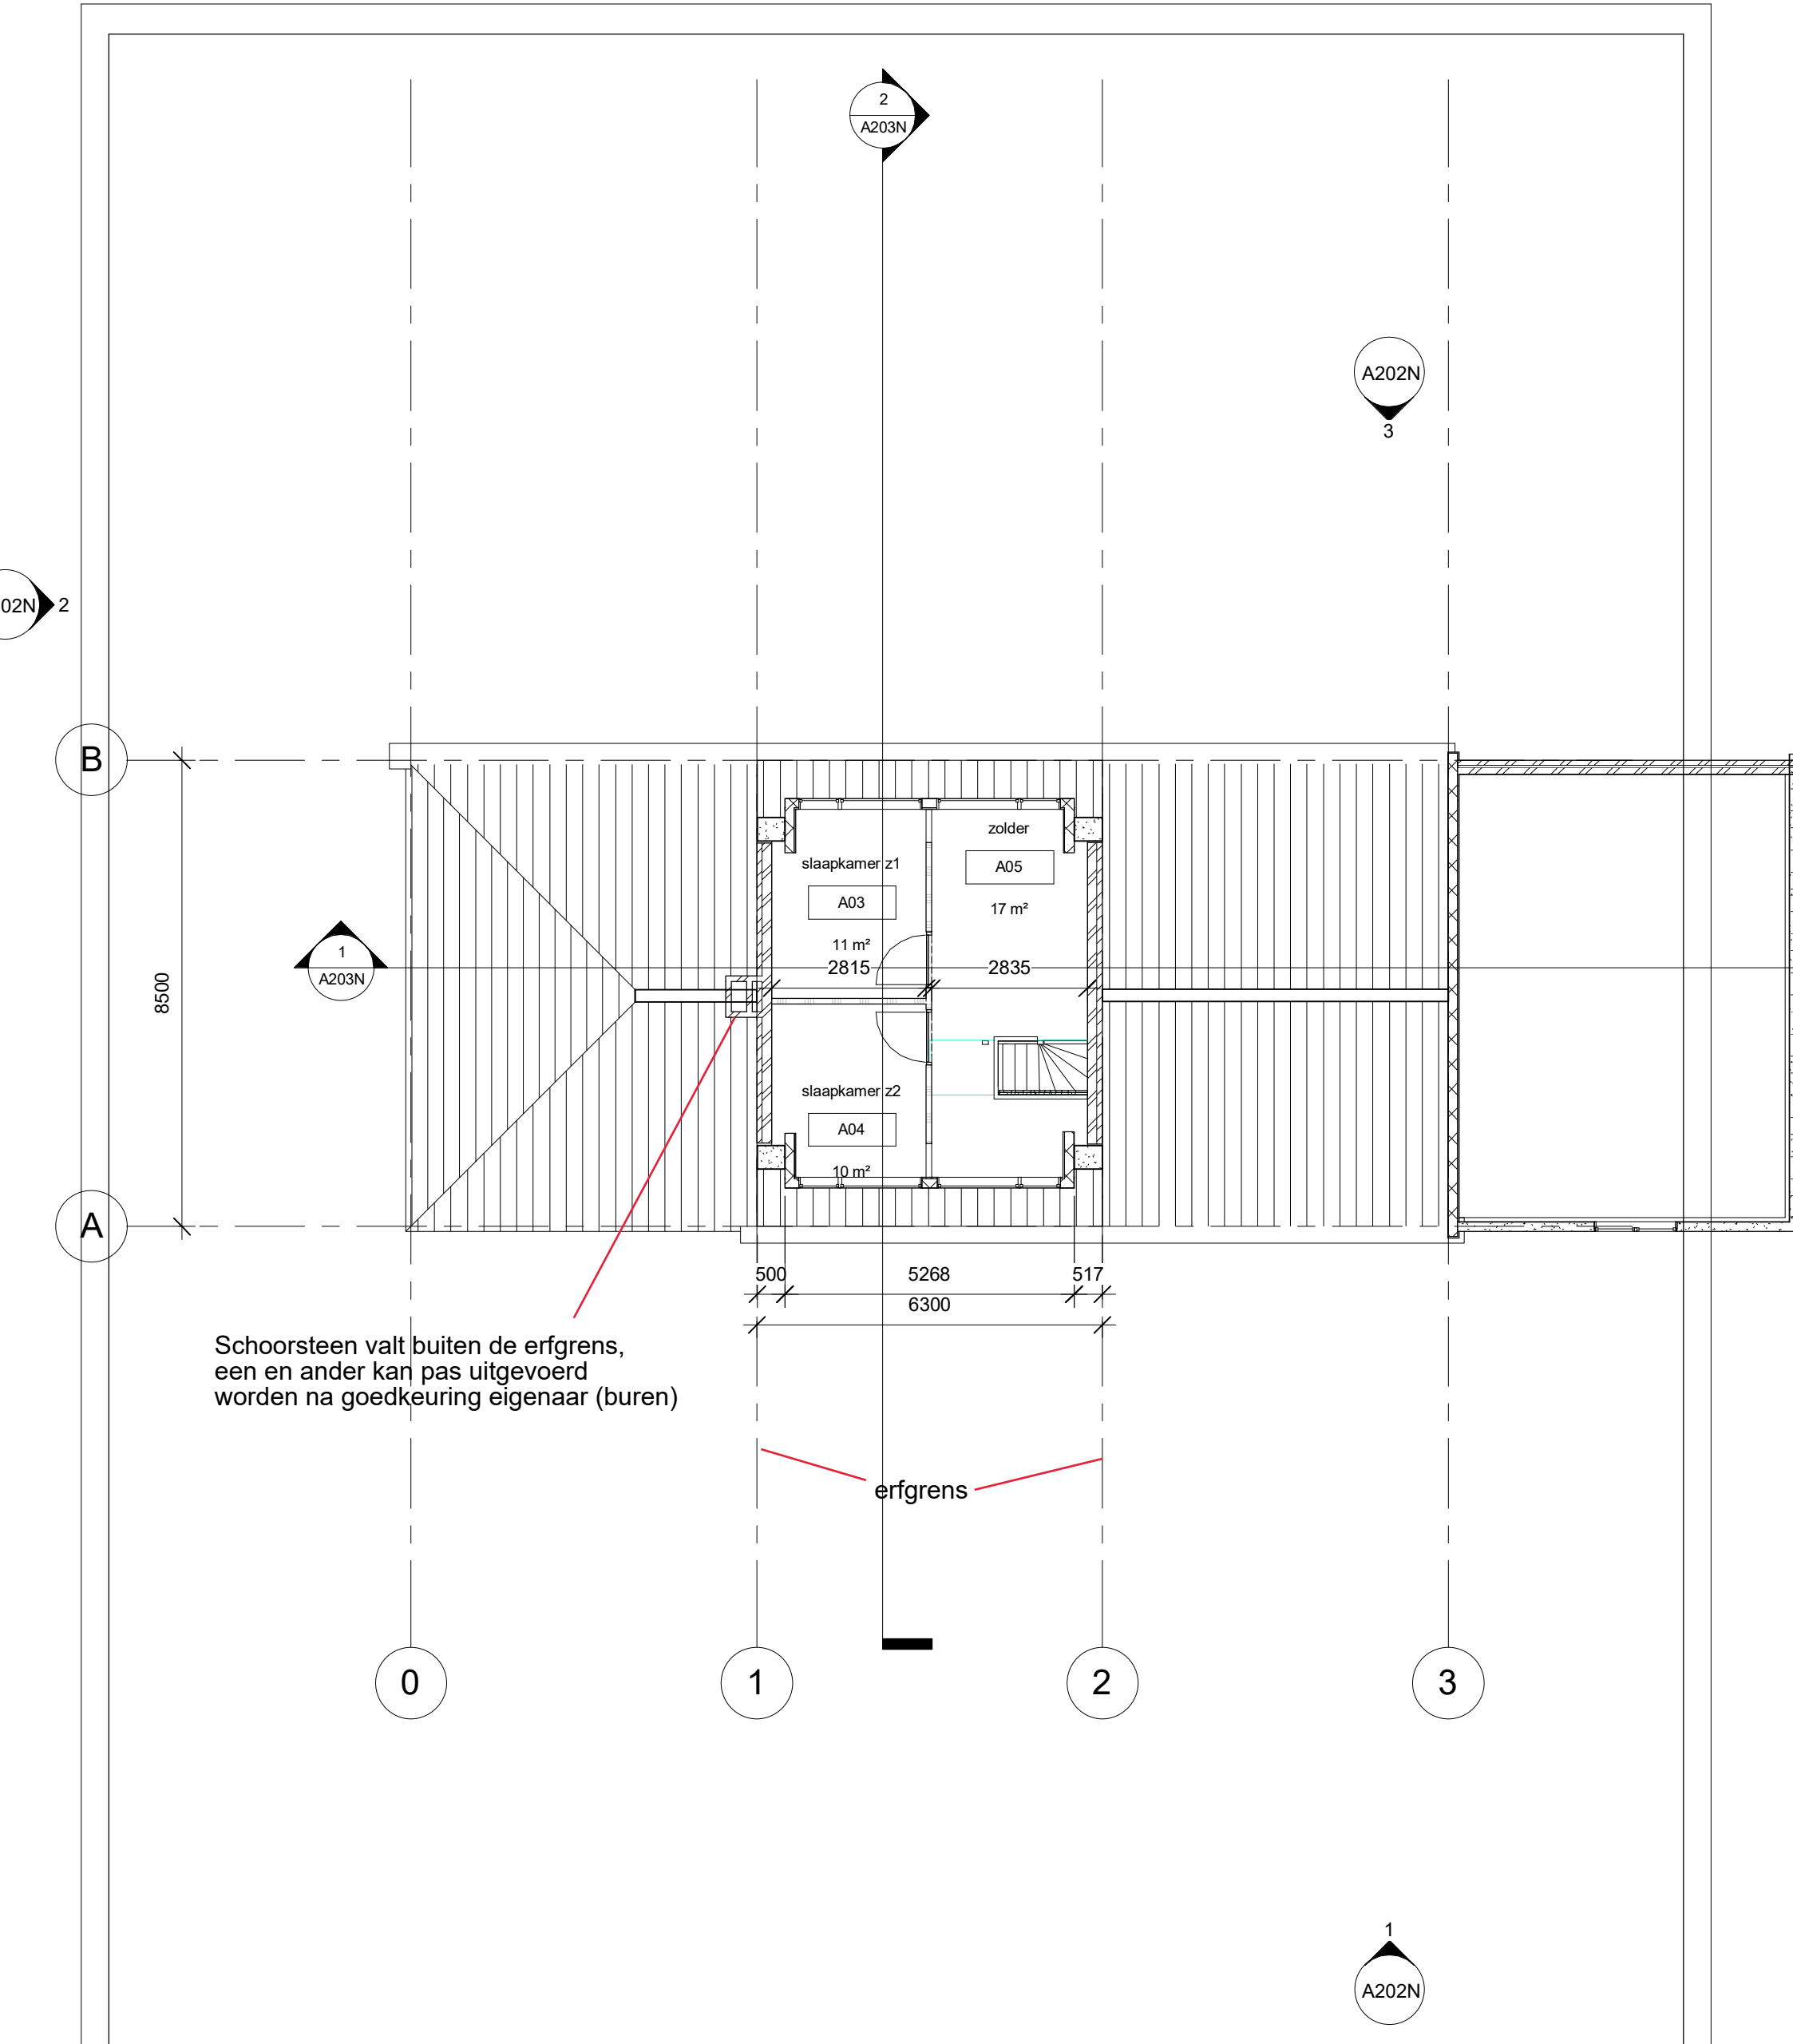 2
A203N
A202N
3
02N
2
B
zolder
slaapkamer z1
A05
A03
17 m²
11 m²
1
A203N
2815
2835
8500
slaapkamer z2
A04
10 m²
A
500
5268
517
6300
Schoorsteen valt buiten de erfgrens,
een en ander kan pas uitgevoerd
worden na goedkeuring eigenaar (buren)
erfgrens
0
1
2
3
1
A202N